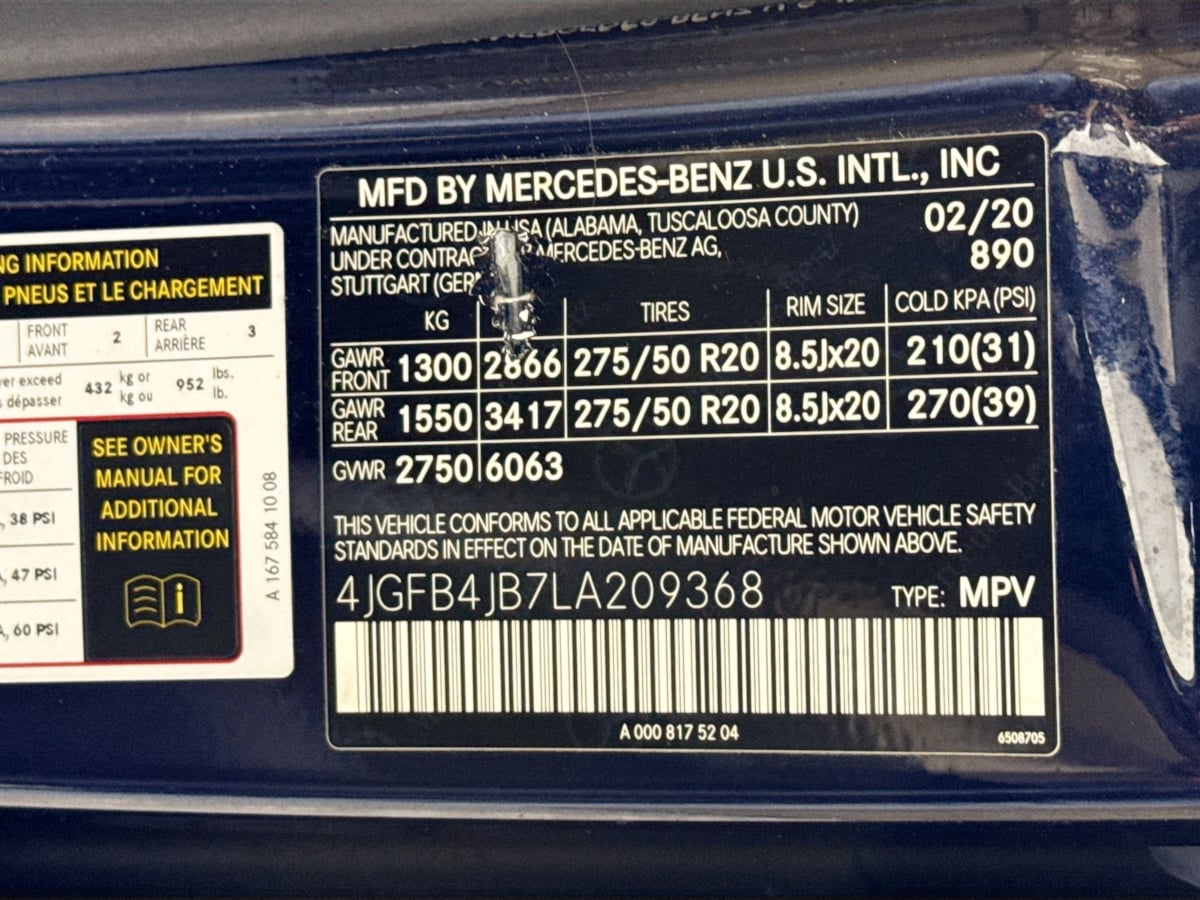 NG INFORMATION
PNEUS ET LE CHARGEMENT
FRONT 2 REAR 3
AVANT ARRIÈRE
exceed 432 kg or 952 lbs.
dépasser kg ou lb.
PRESSURE
DES
FROID
38 PSI
47 PSI
60 PSI
SEE OWNER'S
MANUAL FOR
ADDITIONAL
INFORMATION
A 167 584 10 08
MFD BY MERCEDES-BENZ U.S. INTL., INC
MANUFACTURED IN USA (ALABAMA, TUSCALOOSA COUNTY) 02/20
UNDER MERCEDES-BENZ AG, 890
STUTTGART
KG TIRES RIM SIZE COLD KPA (PSI)
GAWR FRONT 1300 2866 275/50 R20 8.5Jx20 210(31)
GAWR REAR 1550 3417 275/50 R20 8.5Jx20 270(39)
GVWR 2750 6063
THIS VEHICLE CONFORMS TO ALL APPLICABLE FEDERAL MOTOR VEHICLE SAFETY
STANDARDS IN EFFECT ON THE DATE OF MANUFACTURE SHOWN ABOVE.
4JGFB4JB7LA209368 TYPE: MPV
A 000 817 52 04 6508705